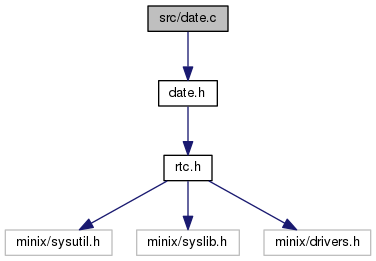 src/date.c
date.h
rtc.h
minix/sysutil.h
minix/syslib.h
minix/drivers.h